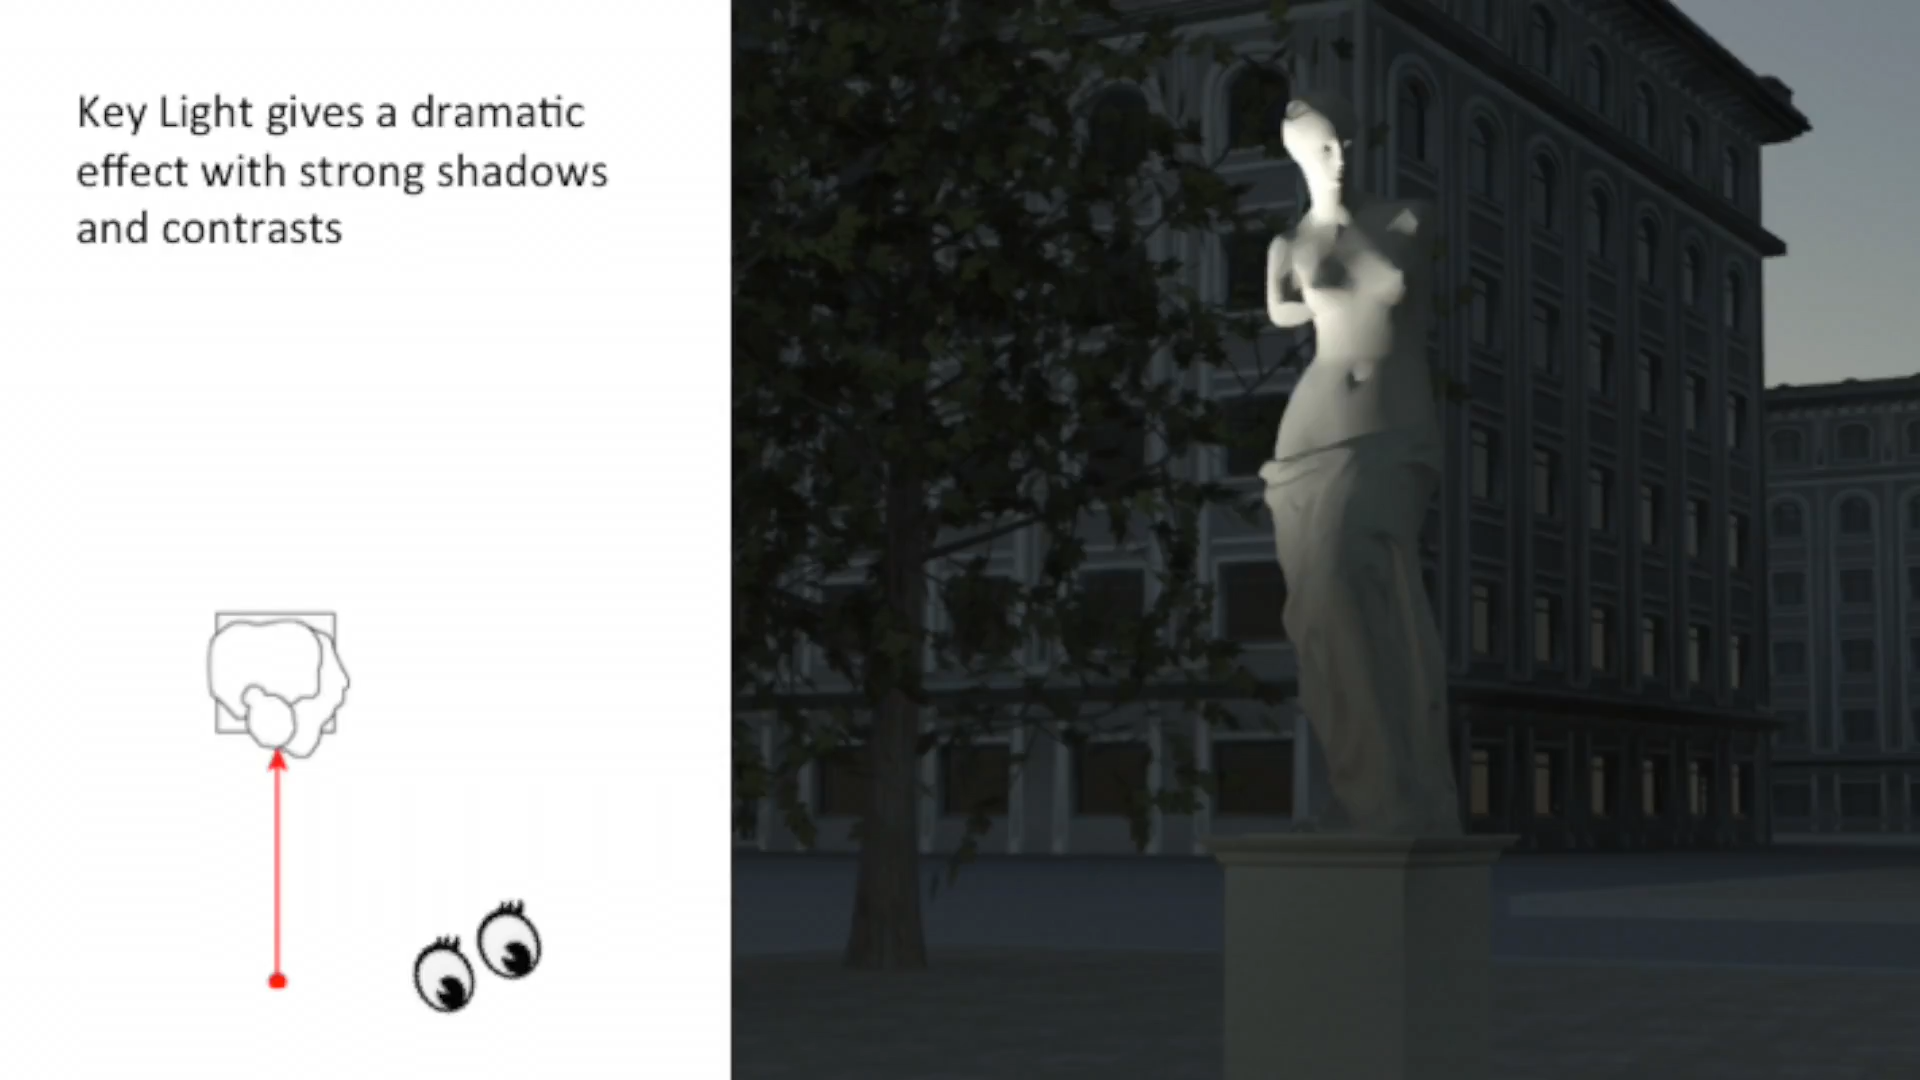 Key Light gives a dramatic
effect with strong shadows
and contrasts